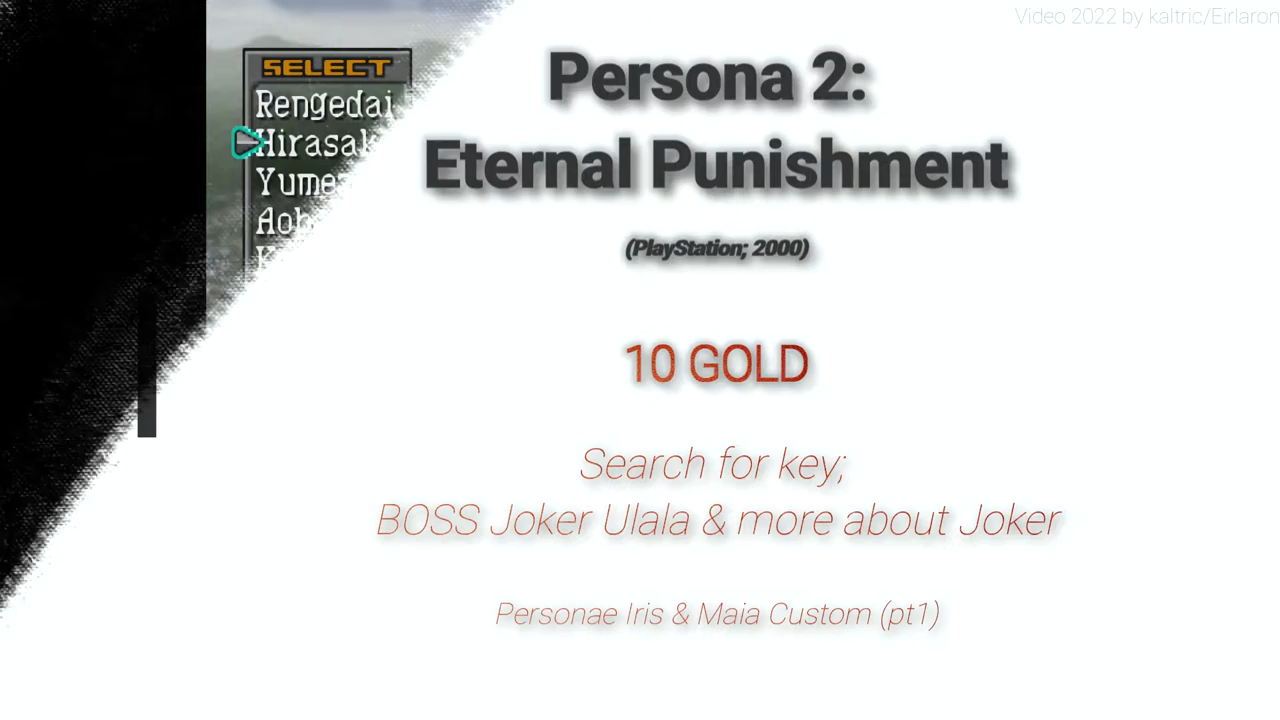 Video 2022 by kaltric/Eirlaron
SELECT
Rengedai
Persona 2:
Eternal Punishment
(PlayStation; 2000)
10 GOLD
Search for key;
BOSS Joker Ulala & more about Joker
Personae Iris & Maia Custom (pt1)